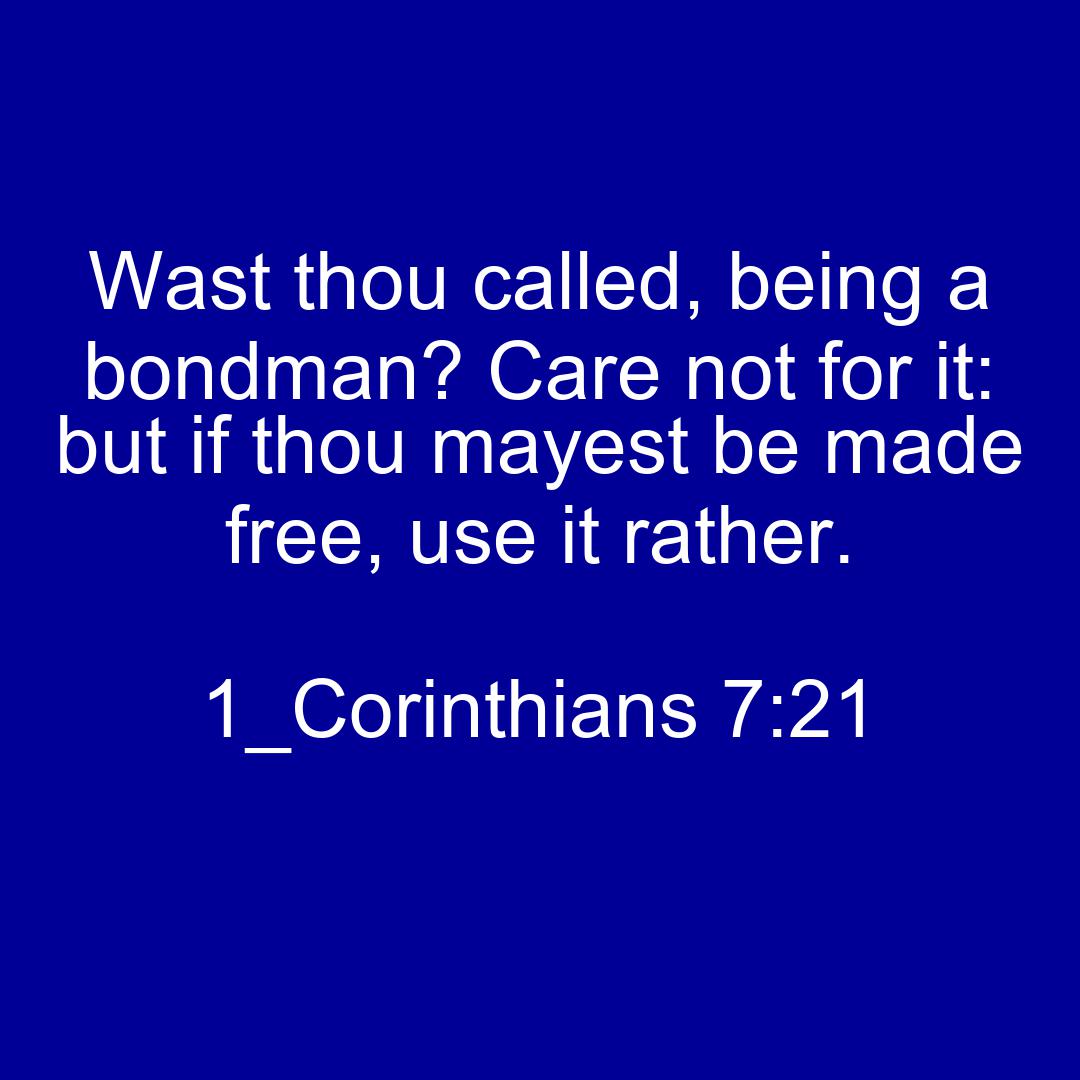 Wast thou called, being a
bondman? Care not for it:
but if thou mayest be made
free, use it rather.
1_Corinthians 7:21